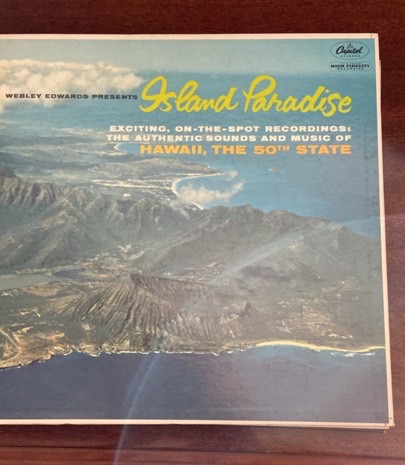 Capitol
RECORDS
HIGH FIDELITY
WEBLEY EDWARDS PRESENTS Island Paradise
EXCITING, ON-THE-SPOT RECORDINGS:
THE AUTHENTIC SOUNDS AND MUSIC OF
HAWAII, THE 50TH STATE